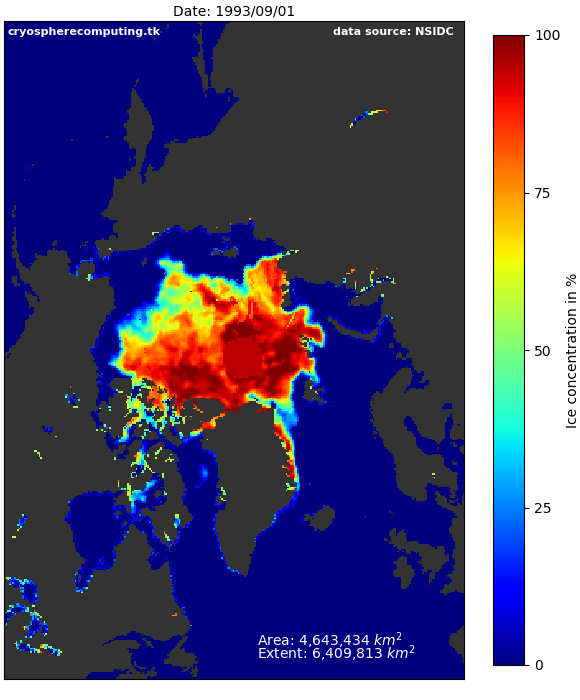 Date: 1993/09/01
cryospherecomputing.tk data source: NSIDC
100
75
50
25
0
Ice concentration in %
Area: 4,643,434 km²
Extent: 6,409,813 km²